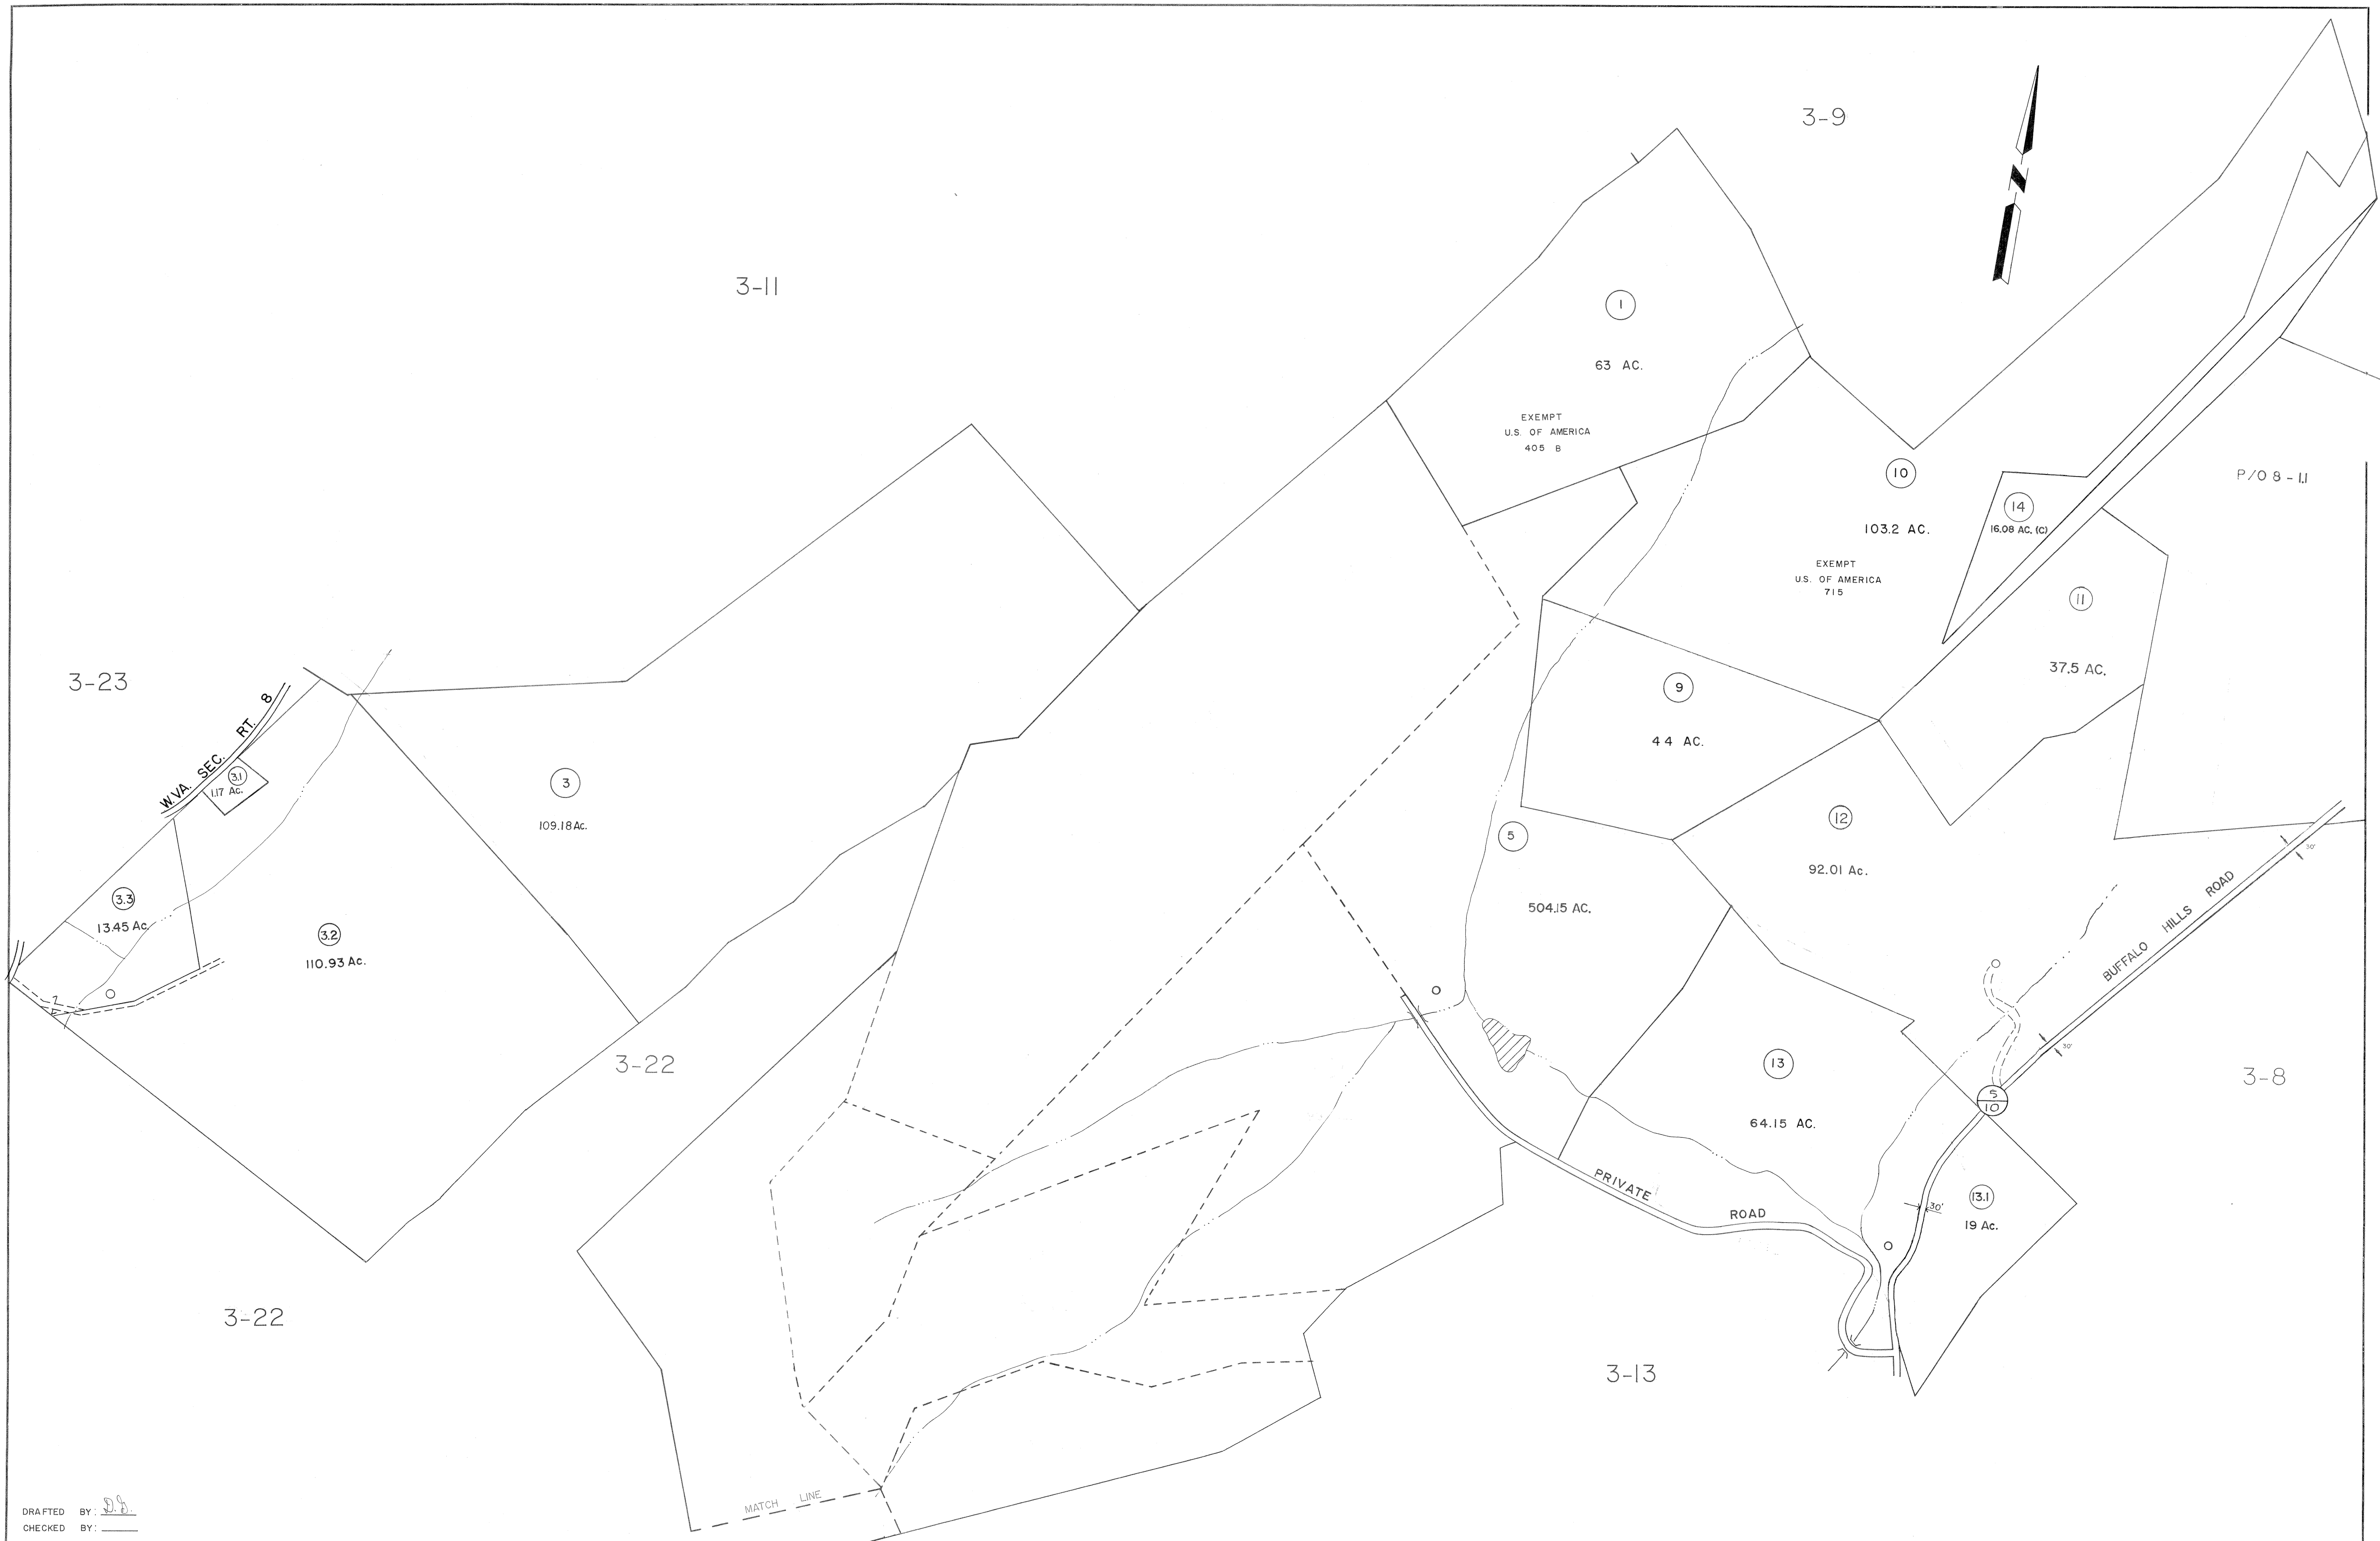 3-9
3-11
1
63 AC.
EXEMPT
U.S. OF AMERICA
405 B
10
103.2 AC.
EXEMPT
U.S. OF AMERICA
715
14
16.08 AC. (C)
P/O 8-1.1
11
37.5 AC.
N
3-23
W.VA. SEC. RT. 8
3.1
1.17 Ac.
3
109.18 Ac.
9
44 AC.
12
92.01 Ac.
5
504.15 AC.
3.3
13.45 Ac.
3.2
110.93 Ac.
BUFFALO HILLS ROAD
30'
30'
3-22
13
64.15 AC.
5
10
3-8
PRIVATE ROAD
13.1
19 Ac.
30'
3-22
3-13
MATCH LINE
DRAFTED BY: D.G.
CHECKED BY: